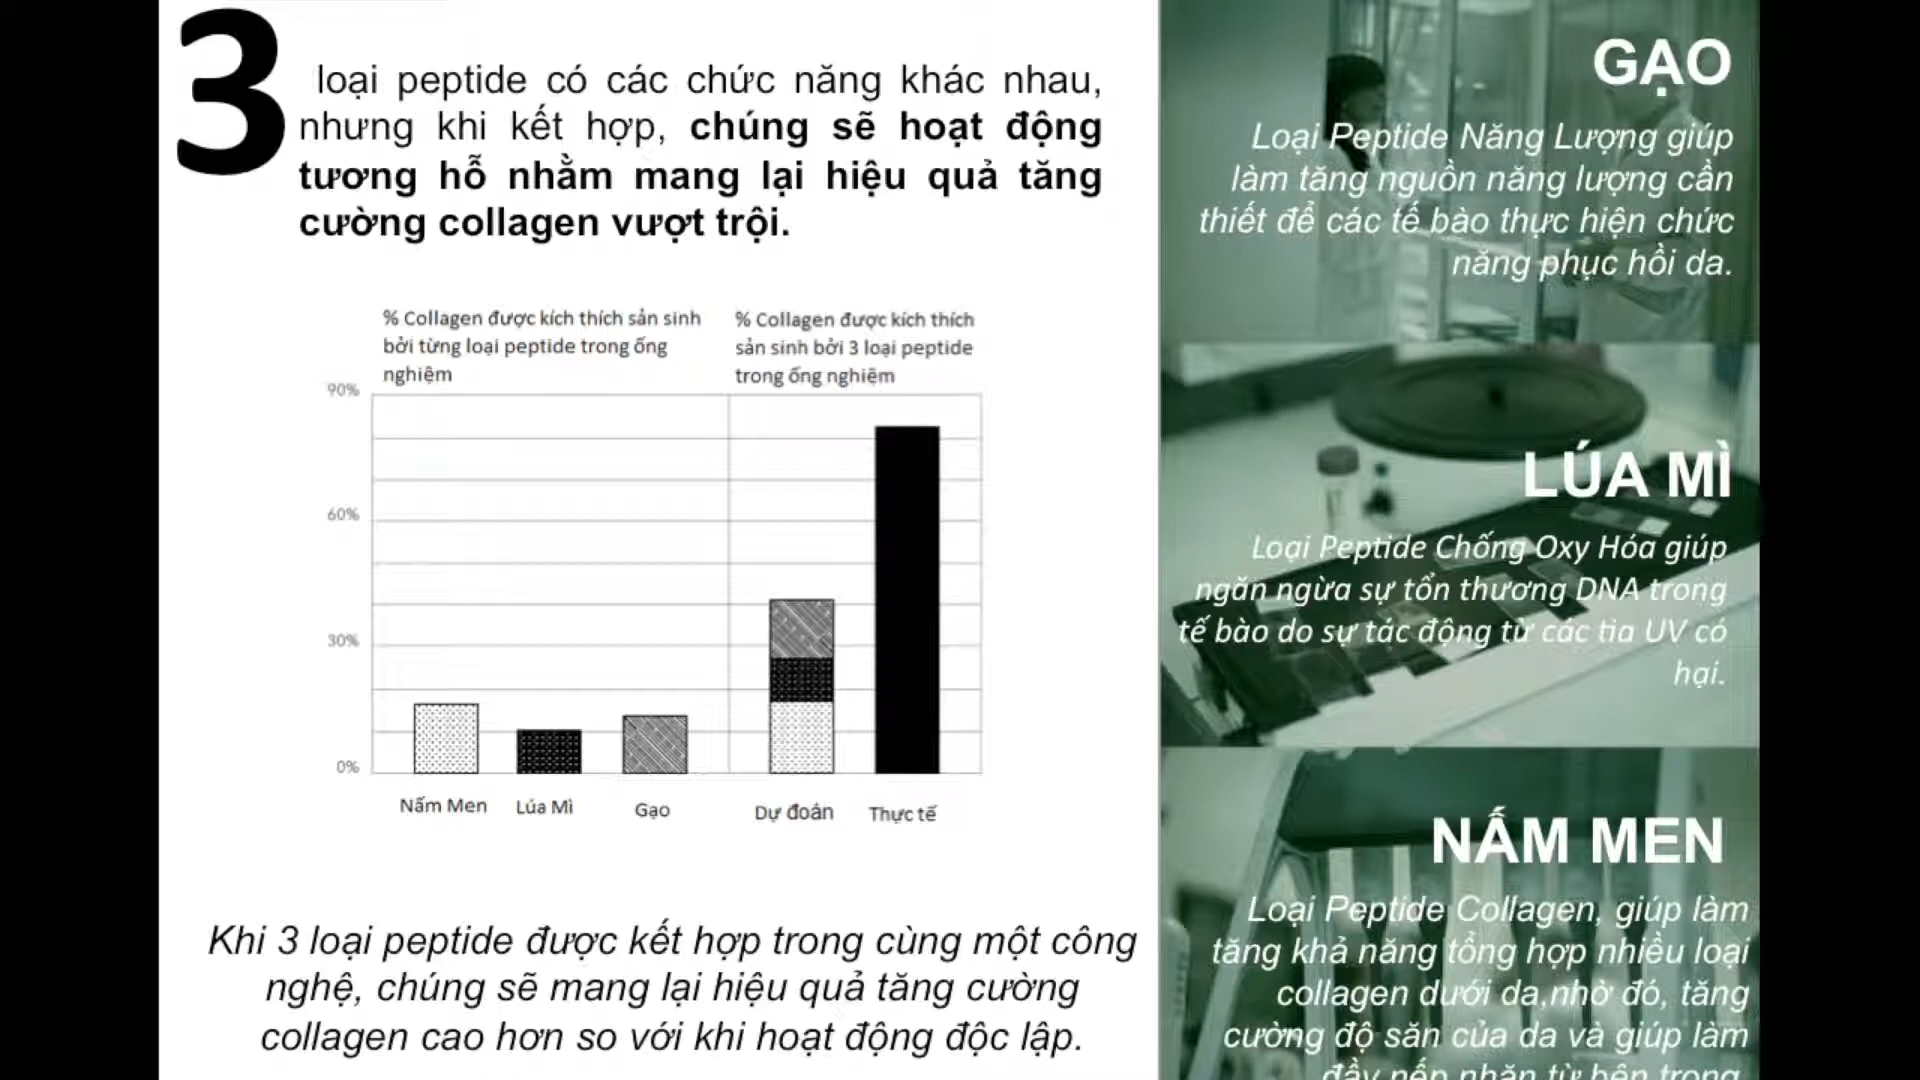 3
loại peptide có các chức năng khác nhau,
nhưng khi kết hợp, chúng sẽ hoạt động
tương hỗ nhằm mang lại hiệu quả tăng
cường collagen vượt trội.
% Collagen được kích thích sản sinh
bởi từng loại peptide trong ống
nghiệm
% Collagen được kích thích
sản sinh bởi 3 loại peptide
trong ống nghiệm
90%
60%
30%
0%
Nấm Men
Lúa Mì
Gạo
Dự đoán
Thực tế
Khi 3 loại peptide được kết hợp trong cùng một công
nghệ, chúng sẽ mang lại hiệu quả tăng cường
collagen cao hơn so với khi hoạt động độc lập.
GẠO
Loại Peptide Năng Lượng giúp
làm tăng nguồn năng lượng cần
thiết để các tế bào thực hiện chức
năng phục hồi da.
LÚA MÌ
Loại Peptide Chống Oxy Hóa giúp
ngăn ngừa sự tổn thương DNA trong
tế bào do sự tác động từ các tia UV có
hại.
NẤM MEN
Loại Peptide Collagen, giúp làm
tăng khả năng tổng hợp nhiều loại
collagen dưới da,nhờ đó, tăng
cường độ săn của da và giúp làm
đầy nếp nhăn từ bên trong.